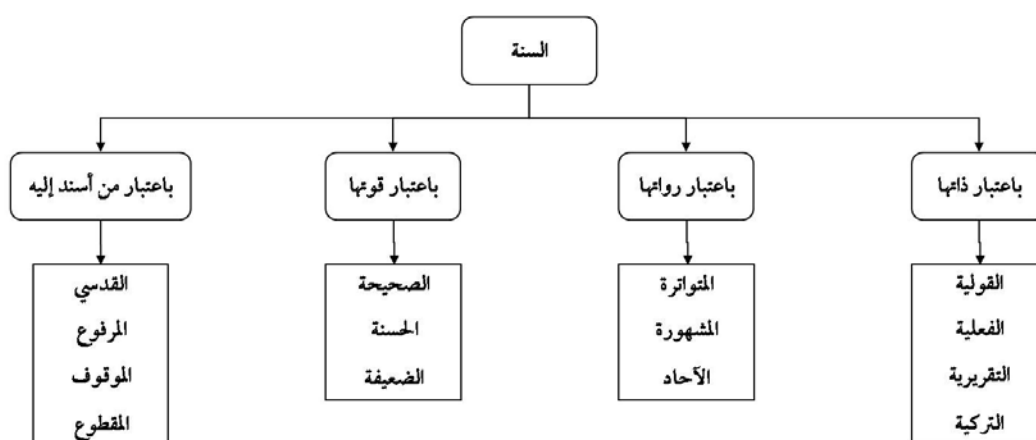 السنة
باعتبار ذاتها
القولية
الفعلية
التقريرية
التركية
باعتبار رواتها
المتواترة
المشهورة
الآحاد
باعتبار قوتها
الصحيحة
الحسنة
الضعيفة
باعتبار من أسند إليه
القدسي
المرفوع
الموقوف
المقطوع